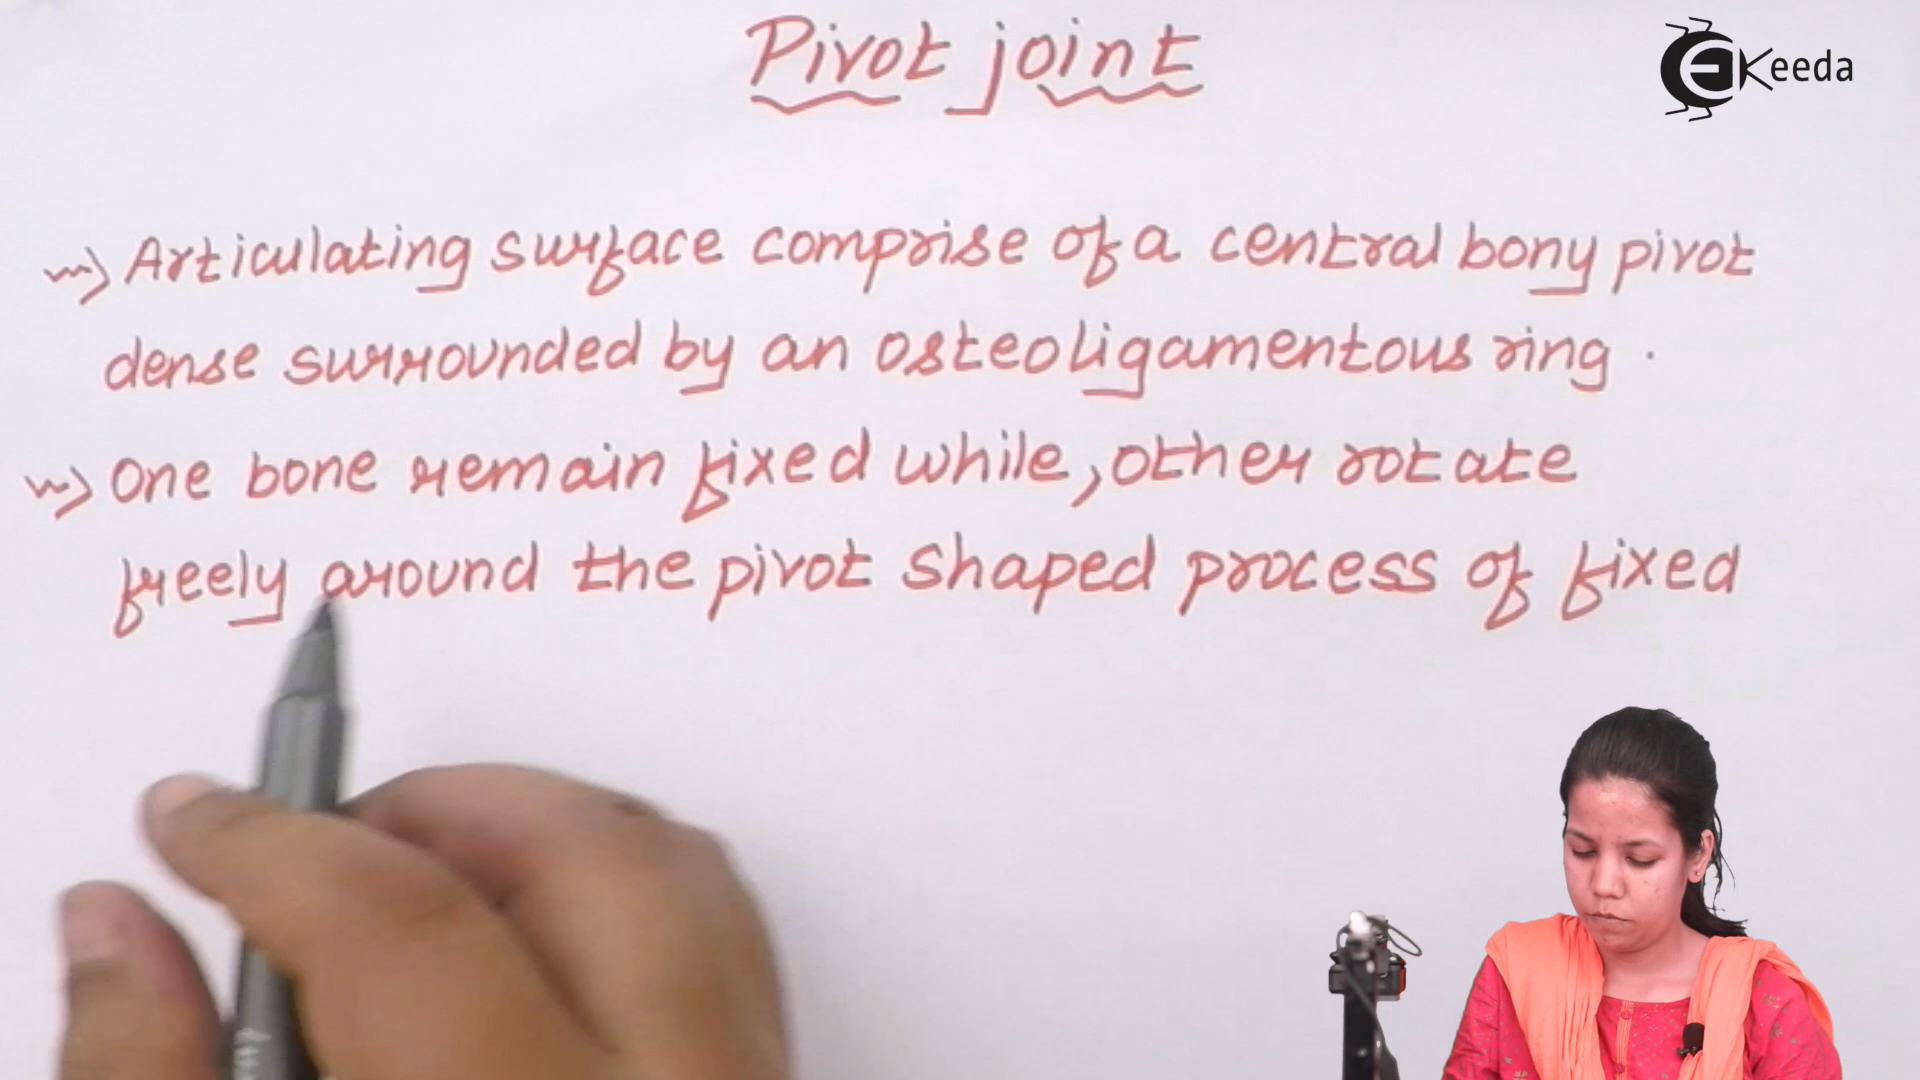 Pivot joint
EKeeda
Articulating surface comprise of a central bony pivot
dense surrounded by an osteoligamentous ring.
One bone remain fixed while, other rotate
freely around the pivot shaped process of fixed